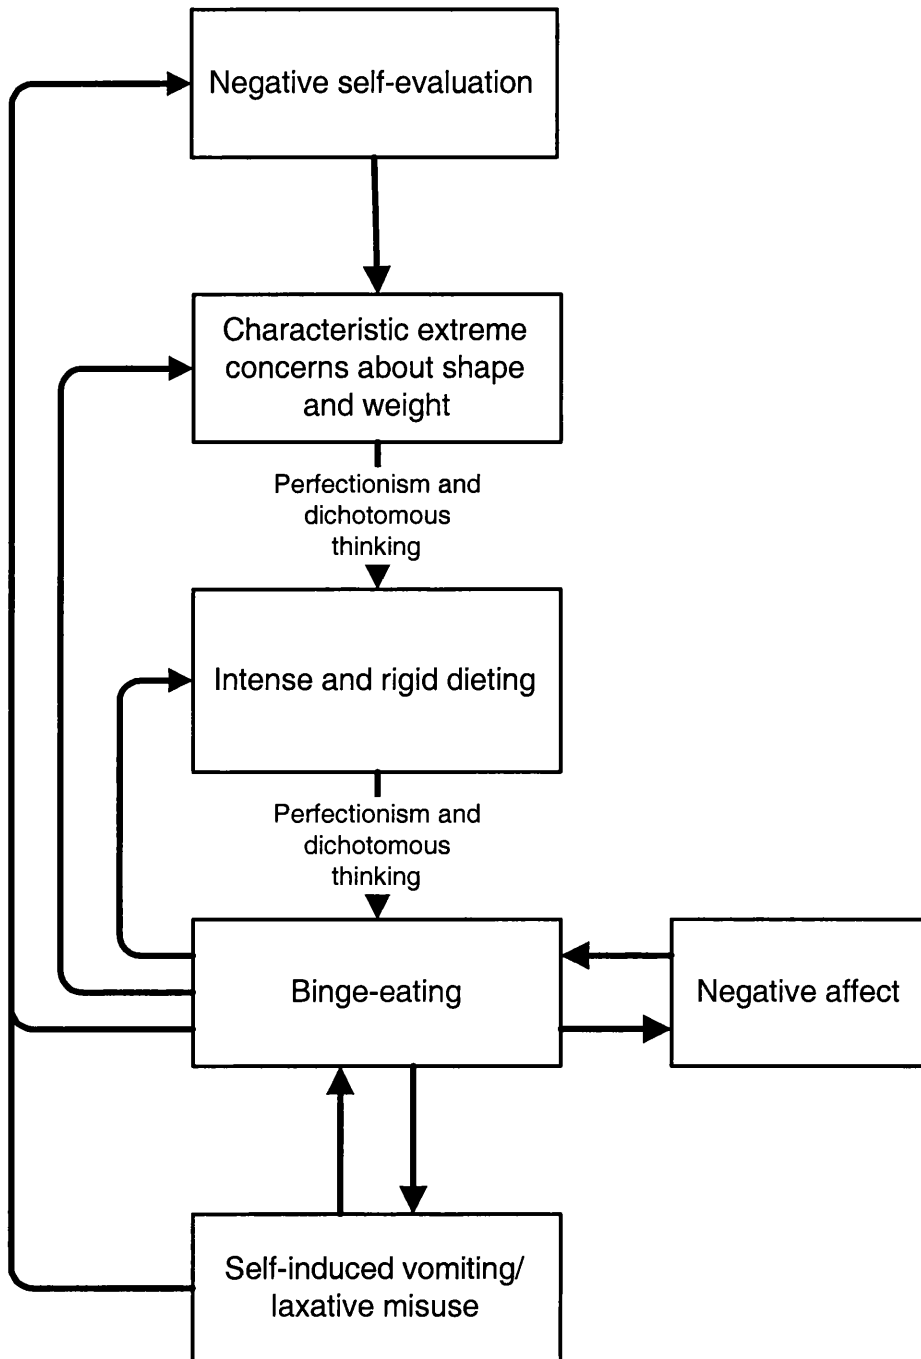 Negative self-evaluation
Characteristic extreme
concerns about shape
and weight
Perfectionism and
dichotomous
thinking
Intense and rigid dieting
Perfectionism and
dichotomous
thinking
Binge-eating
Negative affect
Self-induced vomiting/
laxative misuse